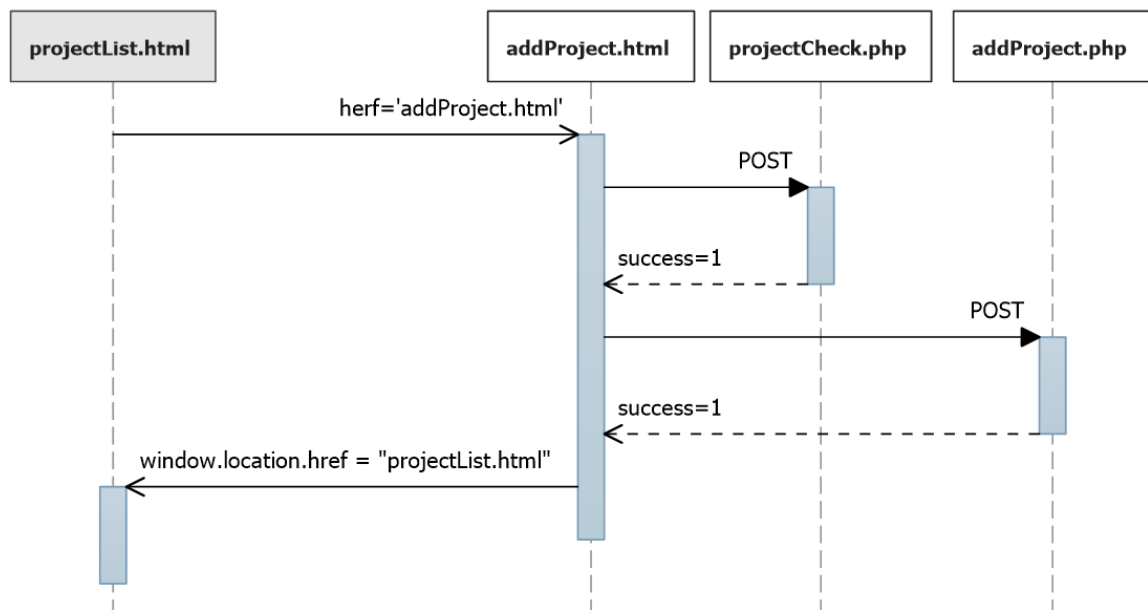 projectList.html
addProject.html
projectCheck.php
addProject.php
herf='addProject.html'
POST
success=1
POST
success=1
window.location.href = "projectList.html"